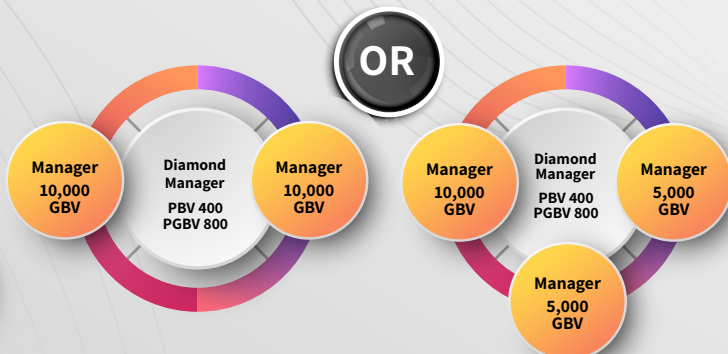 OR
Manager
10,000
GBV
Diamond
Manager
PBV 400
PGBV 800
Manager
10,000
GBV
Manager
10,000
GBV
Diamond
Manager
PBV 400
PGBV 800
Manager
5,000
GBV
Manager
5,000
GBV